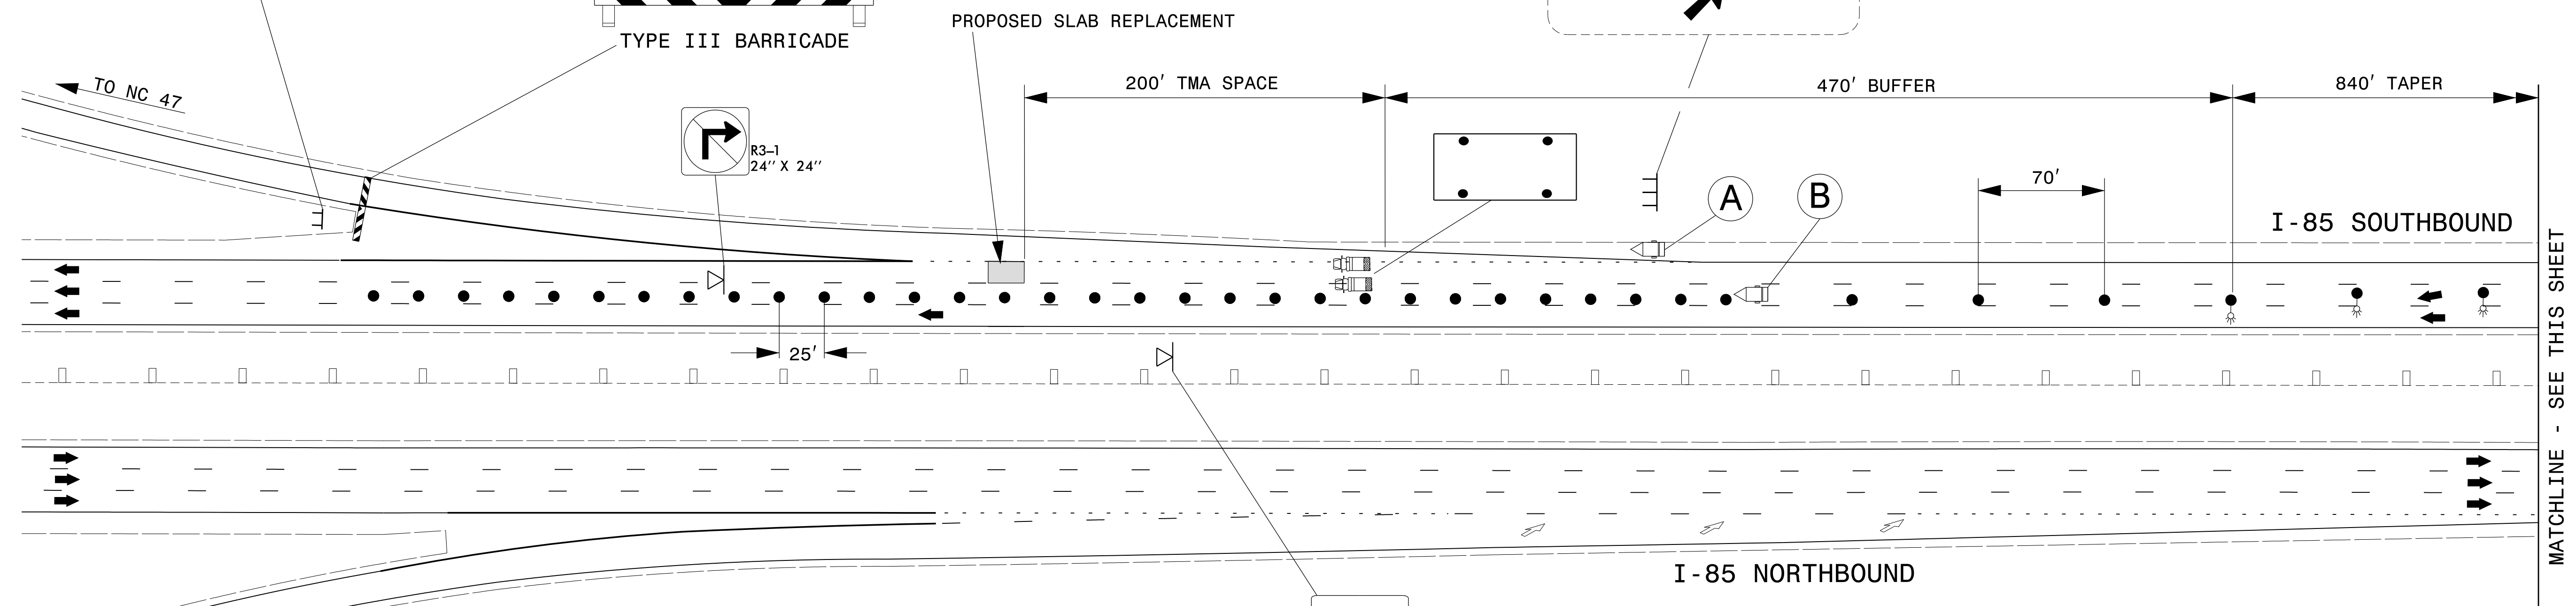 PROPOSED SLAB REPLACEMENT
TYPE III BARRICADE
TO NC 47
200' TMA SPACE
470' BUFFER
840' TAPER
R3-1
24'' X 24''
70'
A
B
I-85 SOUTHBOUND
25'
I-85 NORTHBOUND
MATCHLINE - SEE THIS SHEET